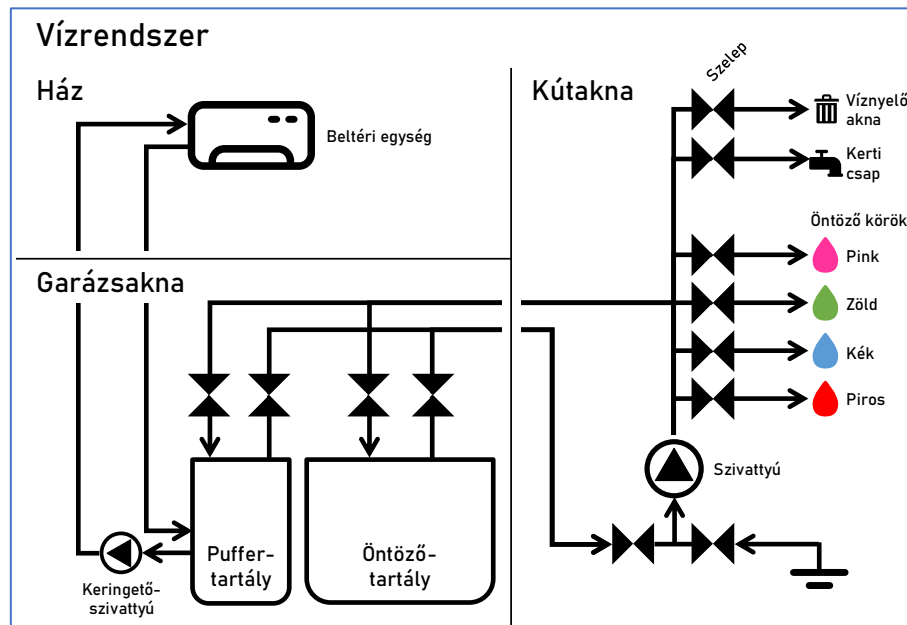 Vízrendszer
Ház
Beltéri egység
Garázsakna
Puffer-
tartály
Öntöző-
tartály
Keringető-
szivattyú
Kútakna
Szelep
Víznyelő
akna
Kerti
csap
Öntöző körök
Pink
Zöld
Kék
Piros
Szivattyú